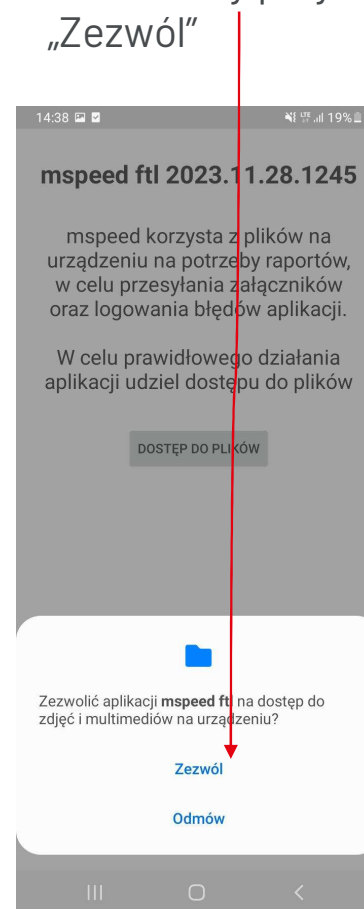 „Zezwól”
14:38 19%
mspeed ftl 2023.11.28.1245
mspeed korzysta z plików na
urządzeniu na potrzeby raportów,
w celu przesyłania załączników
oraz logowania błędów aplikacji.
W celu prawidłowego działania
aplikacji udziel dostępu do plików
DOSTĘP DO PLIKÓW
Zezwolić aplikacji mspeed ftl na dostęp do
zdjęć i multimediów na urządzeniu?
Zezwól
Odmów